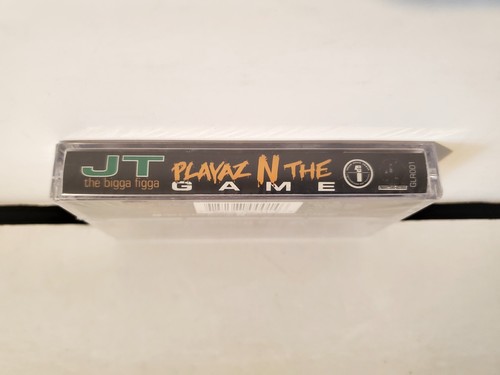 JT
the bigga figga
PLAYAZ N THE
GAME
GLR001